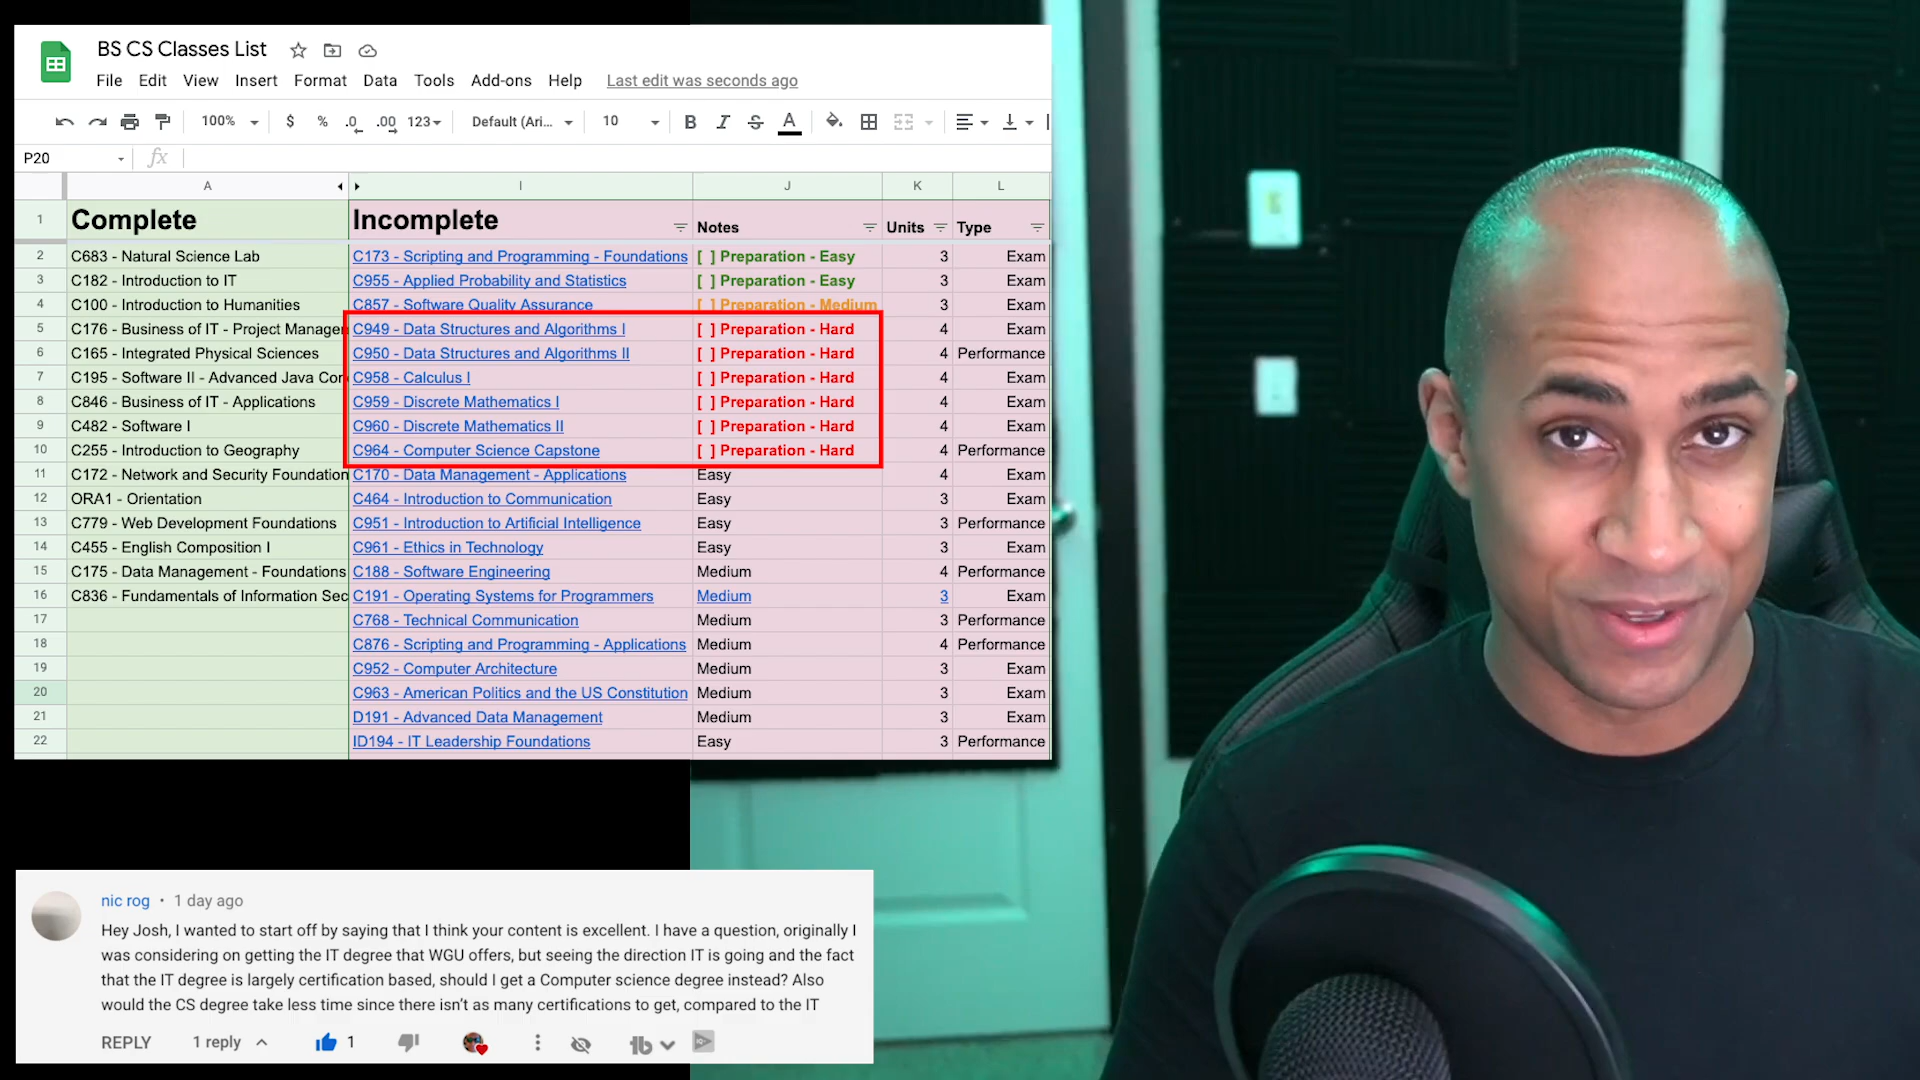 BS CS Classes List
File Edit View Insert Format Data Tools Add-ons Help Last edit was seconds ago
100% $ % .0 .00 123 Default (Ari... 10 B I S A
P20 fx
A I J K L
1 Complete Incomplete Notes Units Type
2 C683 - Natural Science Lab C173 - Scripting and Programming - Foundations [ ] Preparation - Easy 3 Exam
3 C182 - Introduction to IT C955 - Applied Probability and Statistics [ ] Preparation - Easy 3 Exam
4 C100 - Introduction to Humanities C857 - Software Quality Assurance [ ] Preparation - Medium 3 Exam
5 C176 - Business of IT - Project Manager C949 - Data Structures and Algorithms I [ ] Preparation - Hard 4 Exam
6 C165 - Integrated Physical Sciences C950 - Data Structures and Algorithms II [ ] Preparation - Hard 4 Performance
7 C195 - Software II - Advanced Java Con C958 - Calculus I [ ] Preparation - Hard 4 Exam
8 C846 - Business of IT - Applications C959 - Discrete Mathematics I [ ] Preparation - Hard 4 Exam
9 C482 - Software I C960 - Discrete Mathematics II [ ] Preparation - Hard 4 Exam
10 C255 - Introduction to Geography C964 - Computer Science Capstone [ ] Preparation - Hard 4 Performance
11 C172 - Network and Security Foundation C170 - Data Management - Applications Easy 4 Exam
12 ORA1 - Orientation C464 - Introduction to Communication Easy 3 Exam
13 C779 - Web Development Foundations C951 - Introduction to Artificial Intelligence Easy 3 Performance
14 C455 - English Composition I C961 - Ethics in Technology Easy 3 Exam
15 C175 - Data Management - Foundations C188 - Software Engineering Medium 4 Performance
16 C836 - Fundamentals of Information Sec C191 - Operating Systems for Programmers Medium 3 Exam
17 C768 - Technical Communication Medium 3 Performance
18 C876 - Scripting and Programming - Applications Medium 4 Performance
19 C952 - Computer Architecture Medium 3 Exam
20 C963 - American Politics and the US Constitution Medium 3 Exam
21 D191 - Advanced Data Management Medium 3 Exam
22 ID194 - IT Leadership Foundations Easy 3 Performance
nic rog • 1 day ago
Hey Josh, I wanted to start off by saying that I think your content is excellent. I have a question, originally I
was considering on getting the IT degree that WGU offers, but seeing the direction IT is going and the fact
that the IT degree is largely certification based, should I get a Computer science degree instead? Also
would the CS degree take less time since there isn't as many certifications to get, compared to the IT
REPLY 1 reply 1 tb